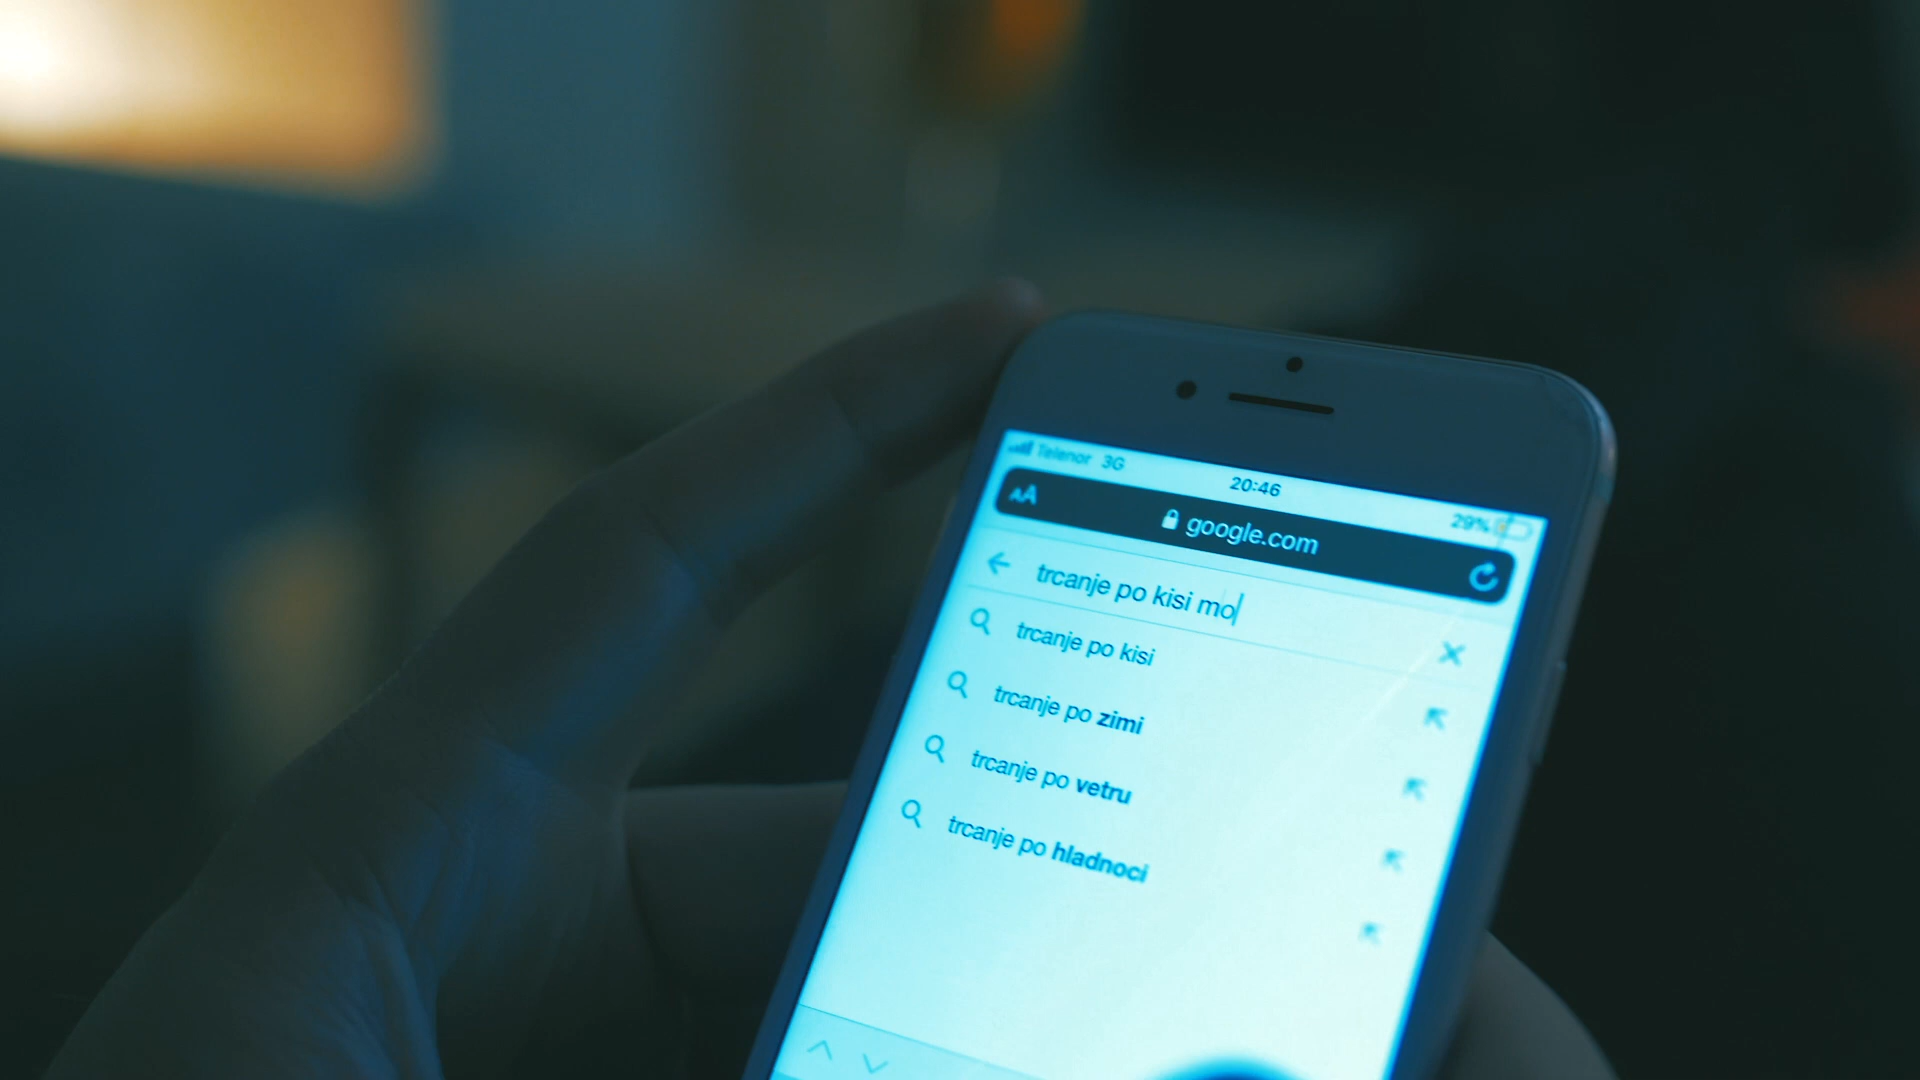 Telenor 3G
20:46
29%
AA
google.com
trcanje po kisi mo
trcanje po kisi
trcanje po zimi
trcanje po vetru
trcanje po hladnoci